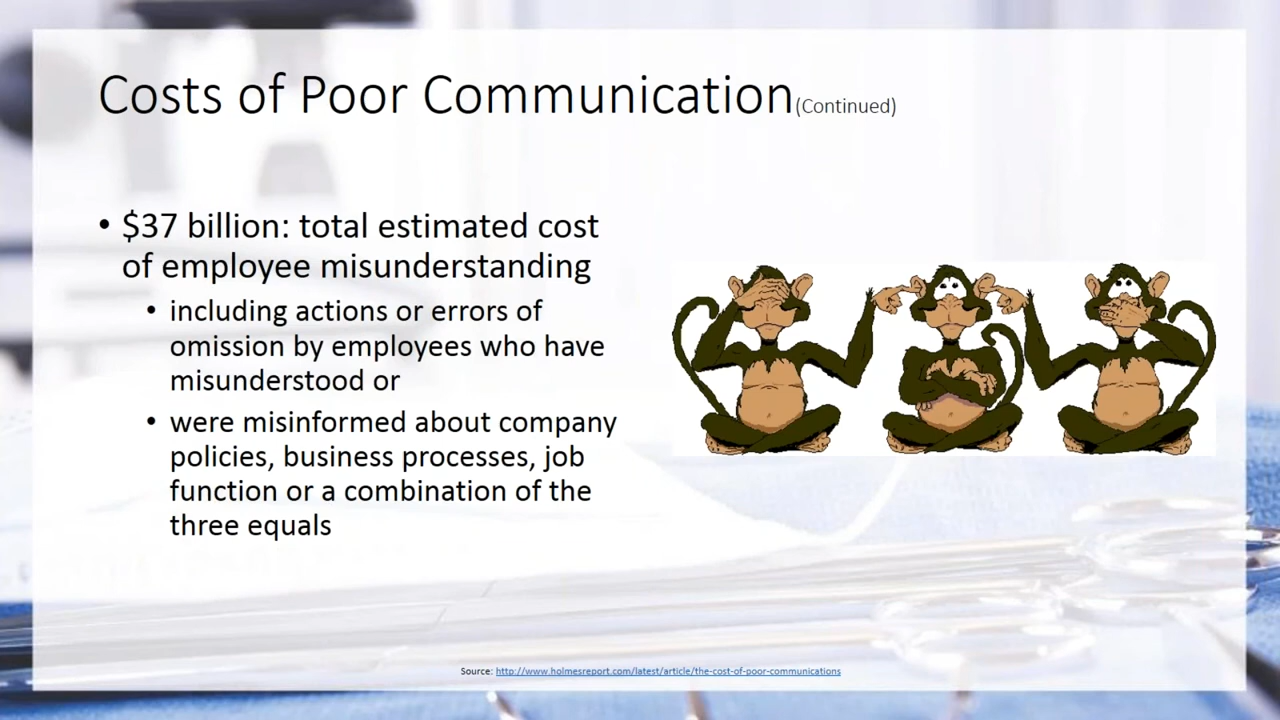 Costs of Poor Communication(Continued)
• $37 billion: total estimated cost
of employee misunderstanding
• including actions or errors of
omission by employees who have
misunderstood or
• were misinformed about company
policies, business processes, job
function or a combination of the
three equals
Source: http://www.holmesreport.com/latest/article/the-cost-of-poor-communications